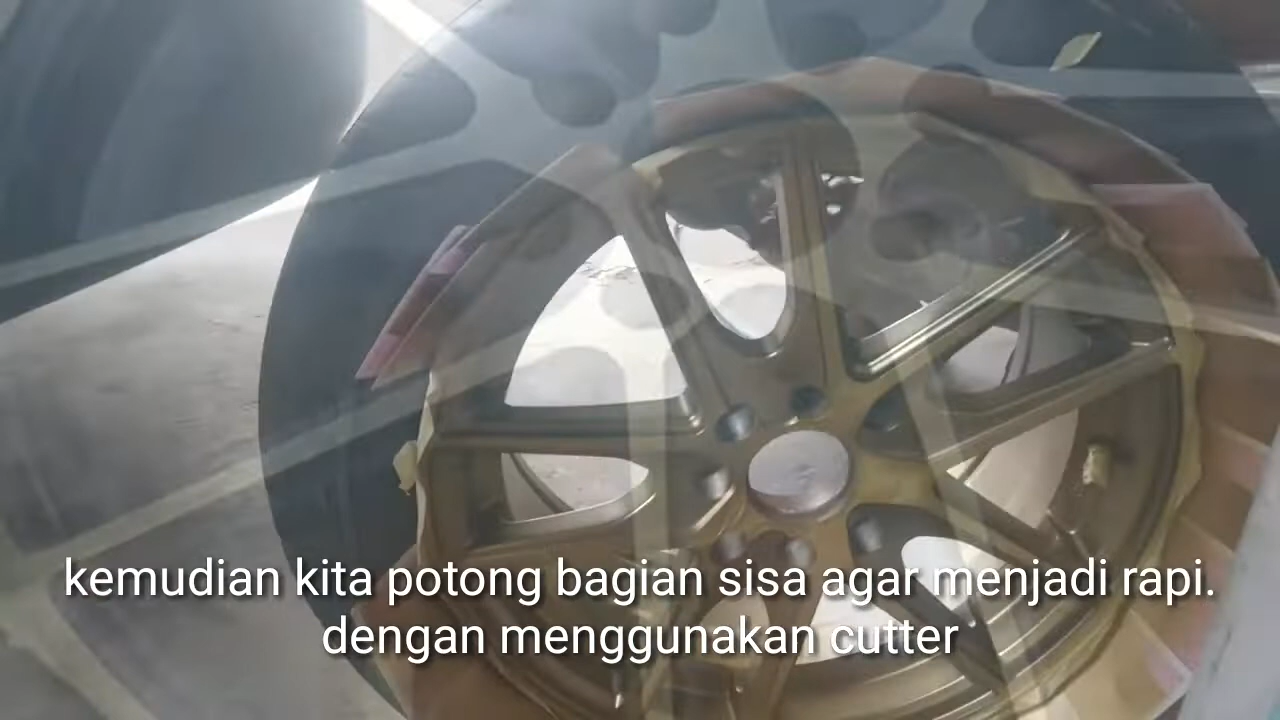 kemudian kita potong bagian sisa agar menjadi rapi.
dengan menggunakan cutter